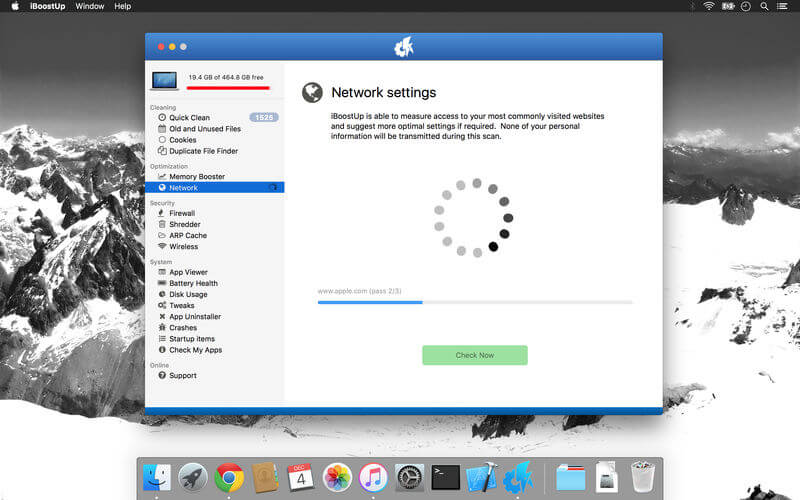 iBoostUp Window Help
19.4 GB of 464.8 GB free
Cleaning
Quick Clean 1525
Old and Unused Files
Cookies
Duplicate File Finder
Optimization
Memory Booster
Network
Security
Firewall
Shredder
ARP Cache
Wireless
System
App Viewer
Battery Health
Disk Usage
Tweaks
App Uninstaller
Crashes
Startup items
Check My Apps
Online
Support
Network settings
iBoostUp is able to measure access to your most commonly visited websites
and suggest more optimal settings if required. None of your personal
information will be transmitted during this scan.
www.apple.com (pass 2/3)
Check Now
DEC
4